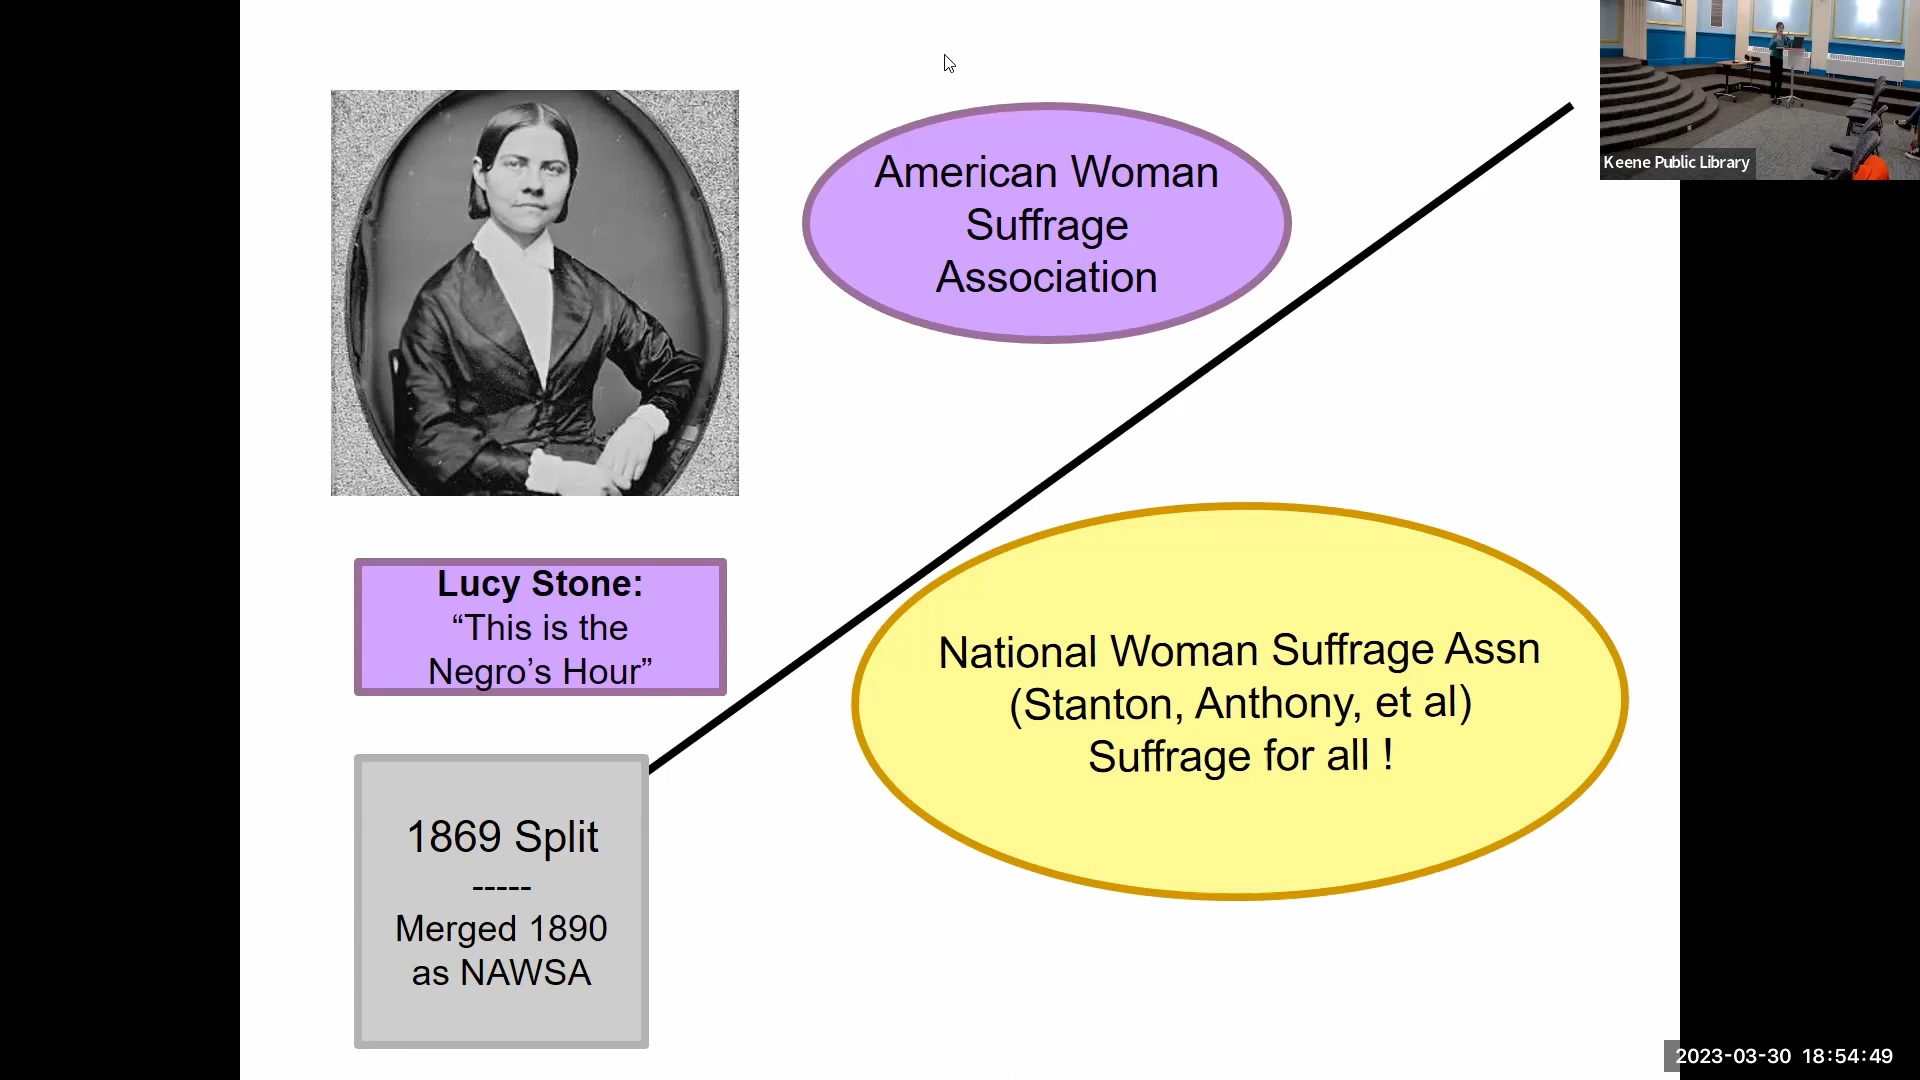 American Woman
Suffrage
Association
Keene Public Library
Lucy Stone:
“This is the
Negro’s Hour”
National Woman Suffrage Assn
(Stanton, Anthony, et al)
Suffrage for all !
1869 Split
-----
Merged 1890
as NAWSA
2023-03-30 18:54:49